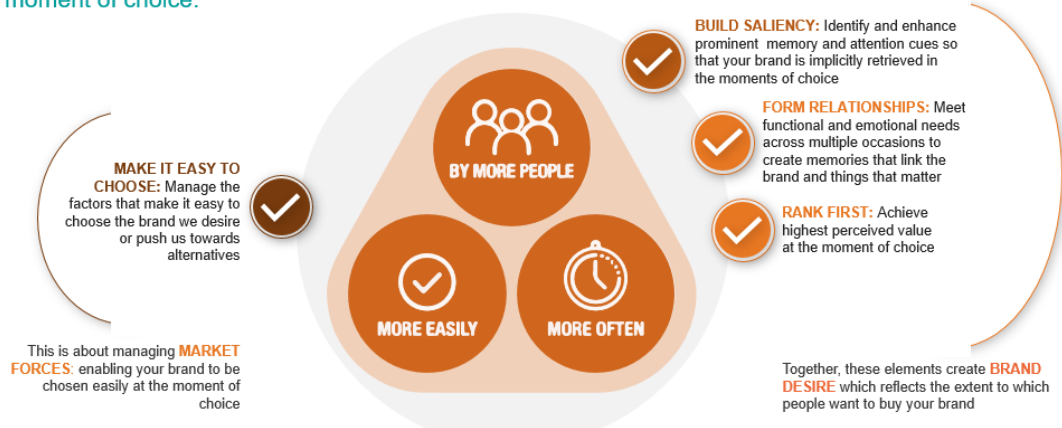 moment of choice.
MAKE IT EASY TO
CHOOSE: Manage the
factors that make it easy to
choose the brand we desire
or push us towards
alternatives
This is about managing MARKET
FORCES: enabling your brand to be
chosen easily at the moment of
choice
BY MORE PEOPLE
MORE EASILY
MORE OFTEN
BUILD SALIENCY: Identify and enhance
prominent memory and attention cues so
that your brand is implicitly retrieved in
the moments of choice
FORM RELATIONSHIPS: Meet
functional and emotional needs
across multiple occasions to
create memories that link the
brand and things that matter
RANK FIRST: Achieve
highest perceived value
at the moment of choice
Together, these elements create BRAND
DESIRE which reflects the extent to which
people want to buy your brand